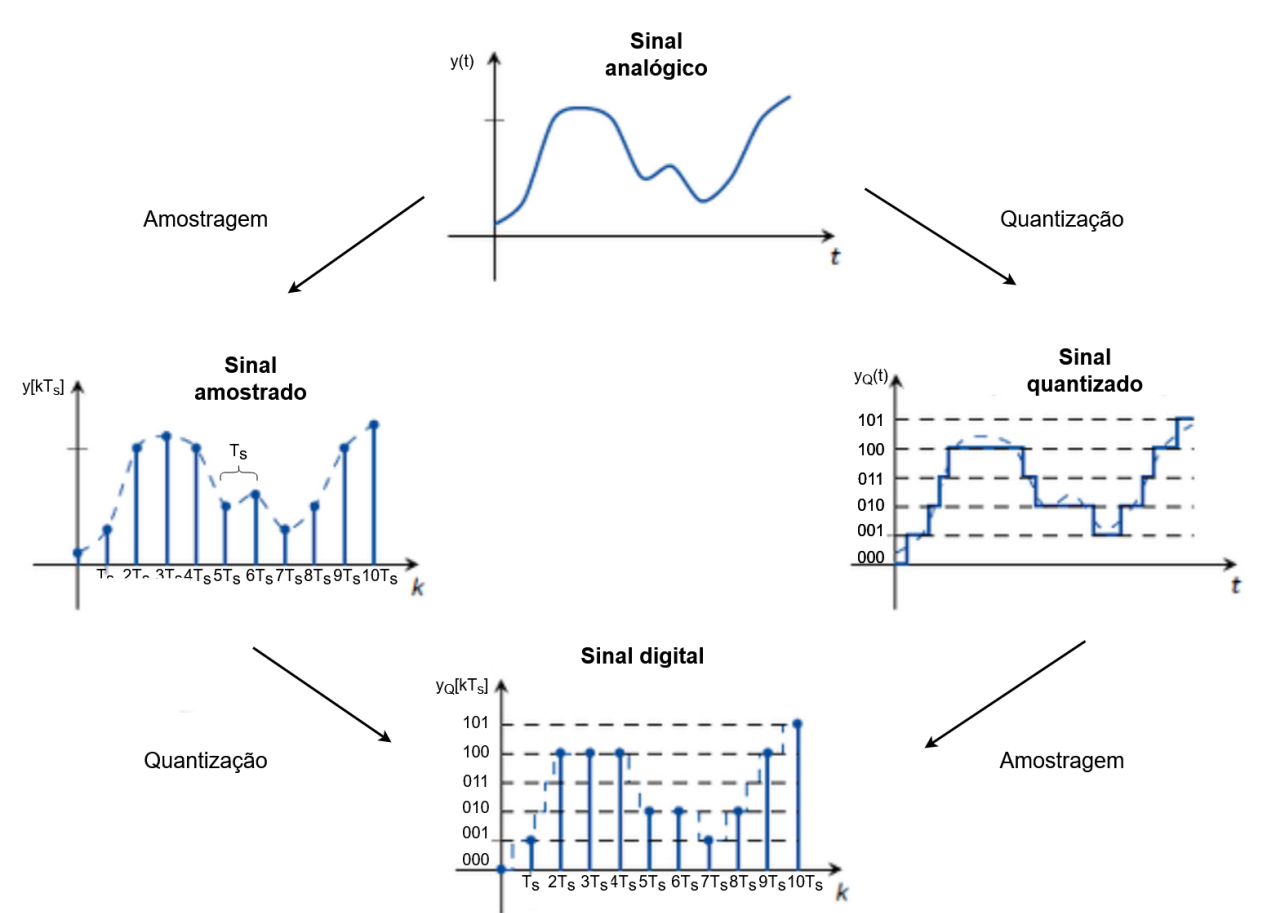 Sinal
analógico
y(t)
t
Amostragem
Quantização
Sinal
amostrado
y[kTs]
Ts
Ts 2Ts 3Ts 4Ts 5Ts 6Ts 7Ts 8Ts 9Ts 10Ts
k
Sinal
quantizado
yQ(t)
101
100
011
010
001
000
t
Sinal digital
yQ[kTs]
101
100
011
010
001
000
Ts 2Ts 3Ts 4Ts 5Ts 6Ts 7Ts 8Ts 9Ts 10Ts
k
Quantização
Amostragem